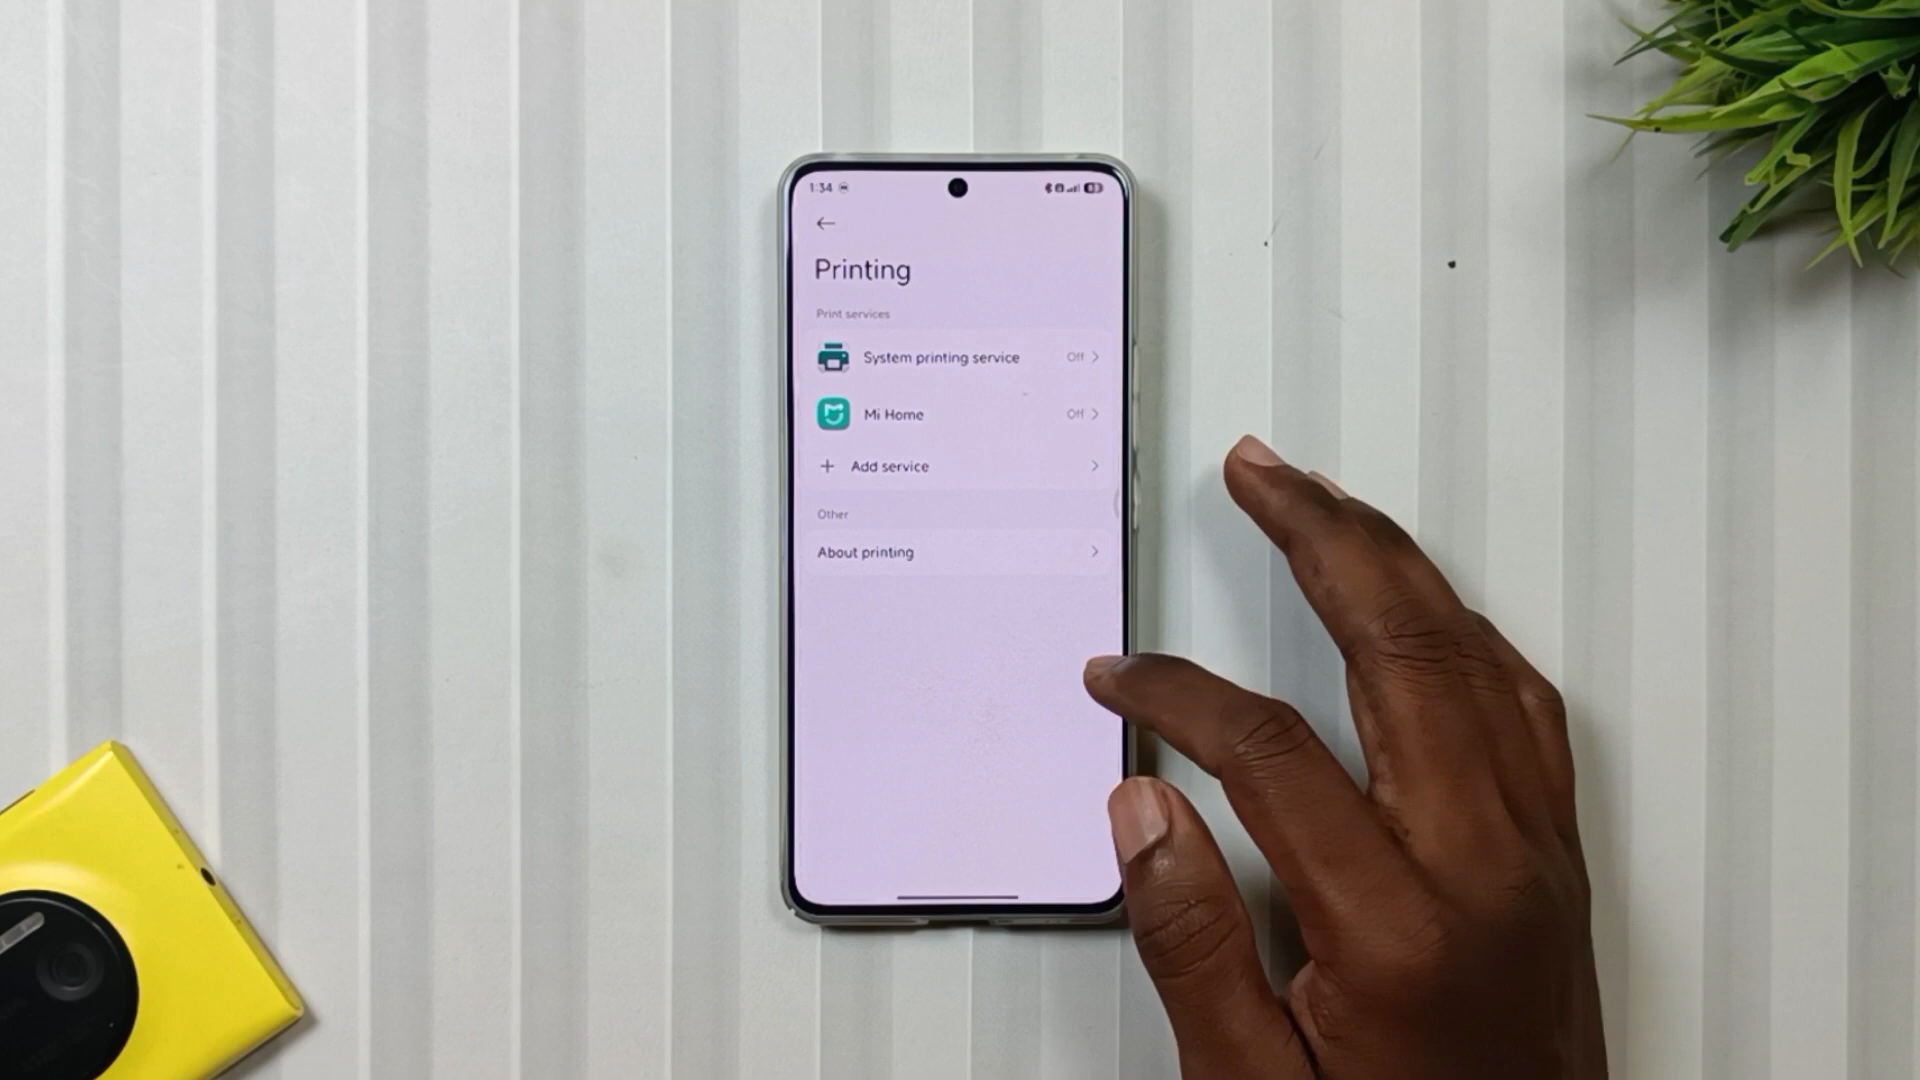 1:34
Printing
Print services
System printing service Off
Mi Home Off
+ Add service
Other
About printing